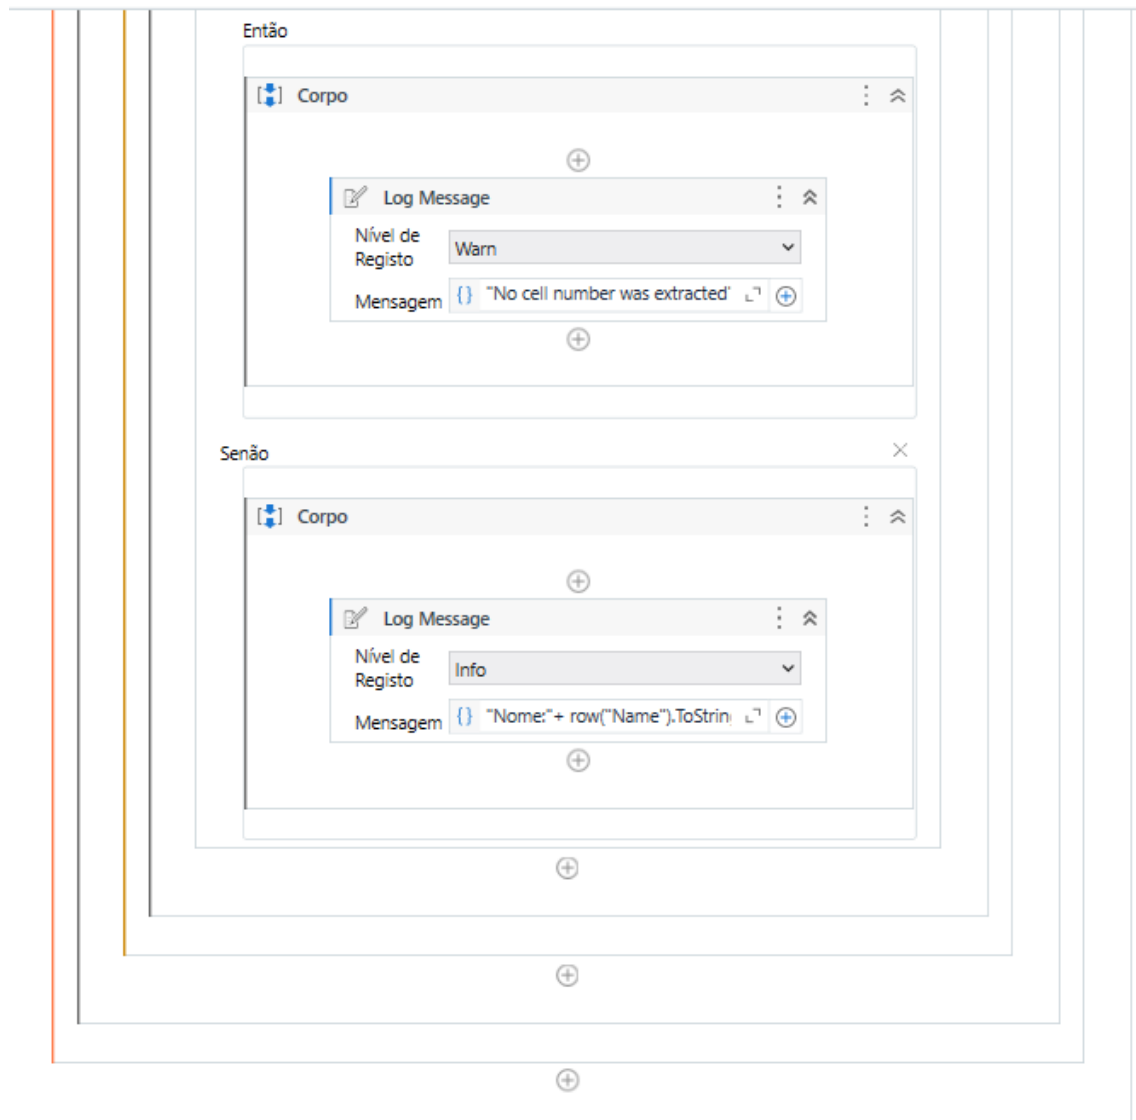 Então
Corpo
Log Message
Nível de
Registo
Warn
Mensagem
{} "No cell number was extracted"
Senão
Corpo
Log Message
Nível de
Registo
Info
Mensagem
{} "Nome:"+ row("Name").ToString